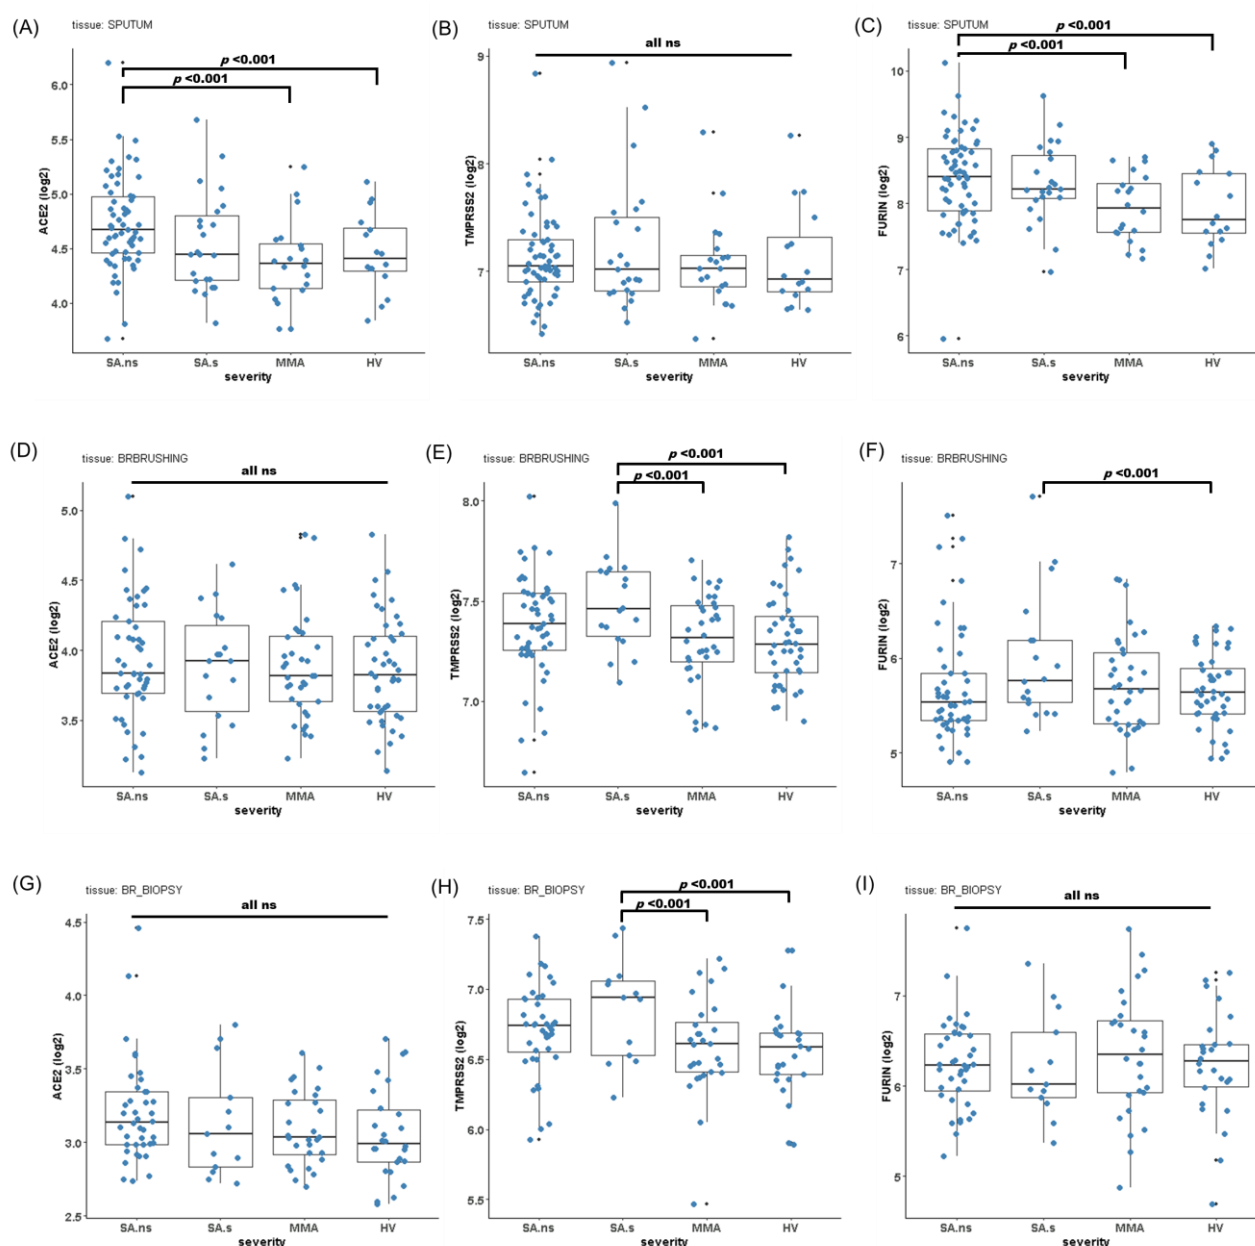 (A)
tissue: SPUTUM
p <0.001
p <0.001
ACE2 (log2)
6.0
5.5
5.0
4.5
4.0
SA.ns SA.s MMA HV
severity
(B)
tissue: SPUTUM
all ns
TMPRSS2 (log2)
9
8
7
SA.ns SA.s MMA HV
severity
(C)
tissue: SPUTUM
p <0.001
p <0.001
FURIN (log2)
10
9
8
7
6
SA.ns SA.s MMA HV
severity
(D)
tissue: BRBRUSHING
all ns
ACE2 (log2)
5.0
4.5
4.0
3.5
SA.ns SA.s MMA HV
severity
(E)
tissue: BRBRUSHING
p <0.001
p <0.001
TMPRSS2 (log2)
8.0
7.5
7.0
SA.ns SA.s MMA HV
severity
(F)
tissue: BRBRUSHING
p <0.001
FURIN (log2)
7
6
5
SA.ns SA.s MMA HV
severity
(G)
tissue: BR_BIOPSY
all ns
ACE2 (log2)
4.5
4.0
3.5
3.0
2.5
SA.ns SA.s MMA HV
severity
(H)
tissue: BR_BIOPSY
p <0.001
p <0.001
TMPRSS2 (log2)
7.5
7.0
6.5
6.0
5.5
SA.ns SA.s MMA HV
severity
(I)
tissue: BR_BIOPSY
all ns
FURIN (log2)
7
6
5
SA.ns SA.s MMA HV
severity